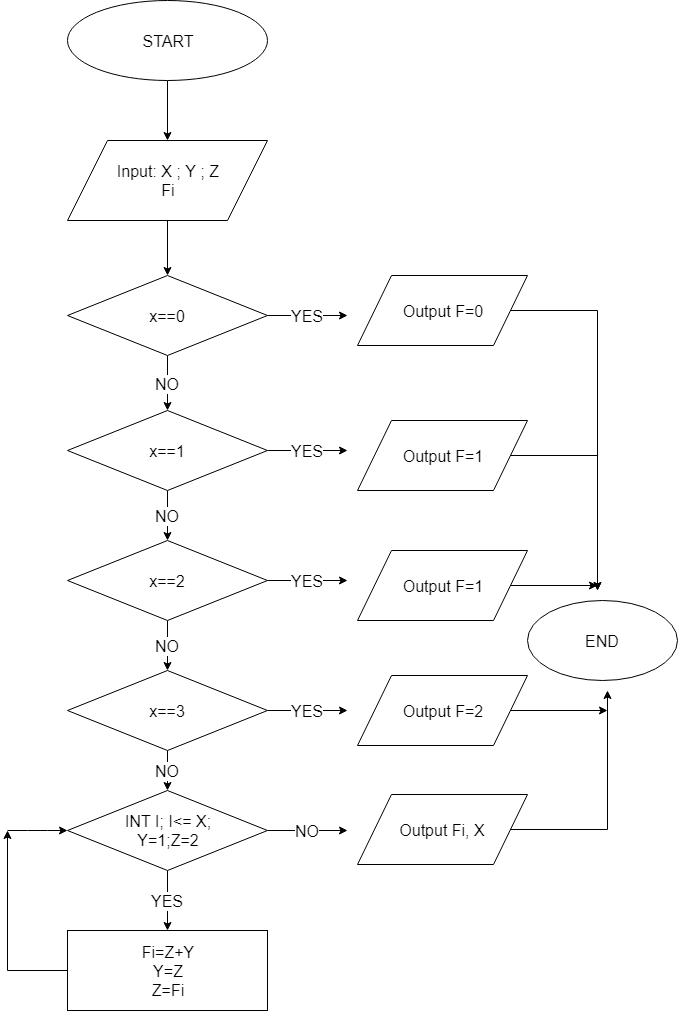 START
Input: X ; Y ; Z
Fi
x==0
YES
Output F=0
NO
x==1
YES
Output F=1
NO
x==2
YES
Output F=1
END
NO
x==3
YES
Output F=2
NO
INT I; I<= X;
Y=1;Z=2
NO
Output Fi, X
YES
Fi=Z+Y
Y=Z
Z=Fi